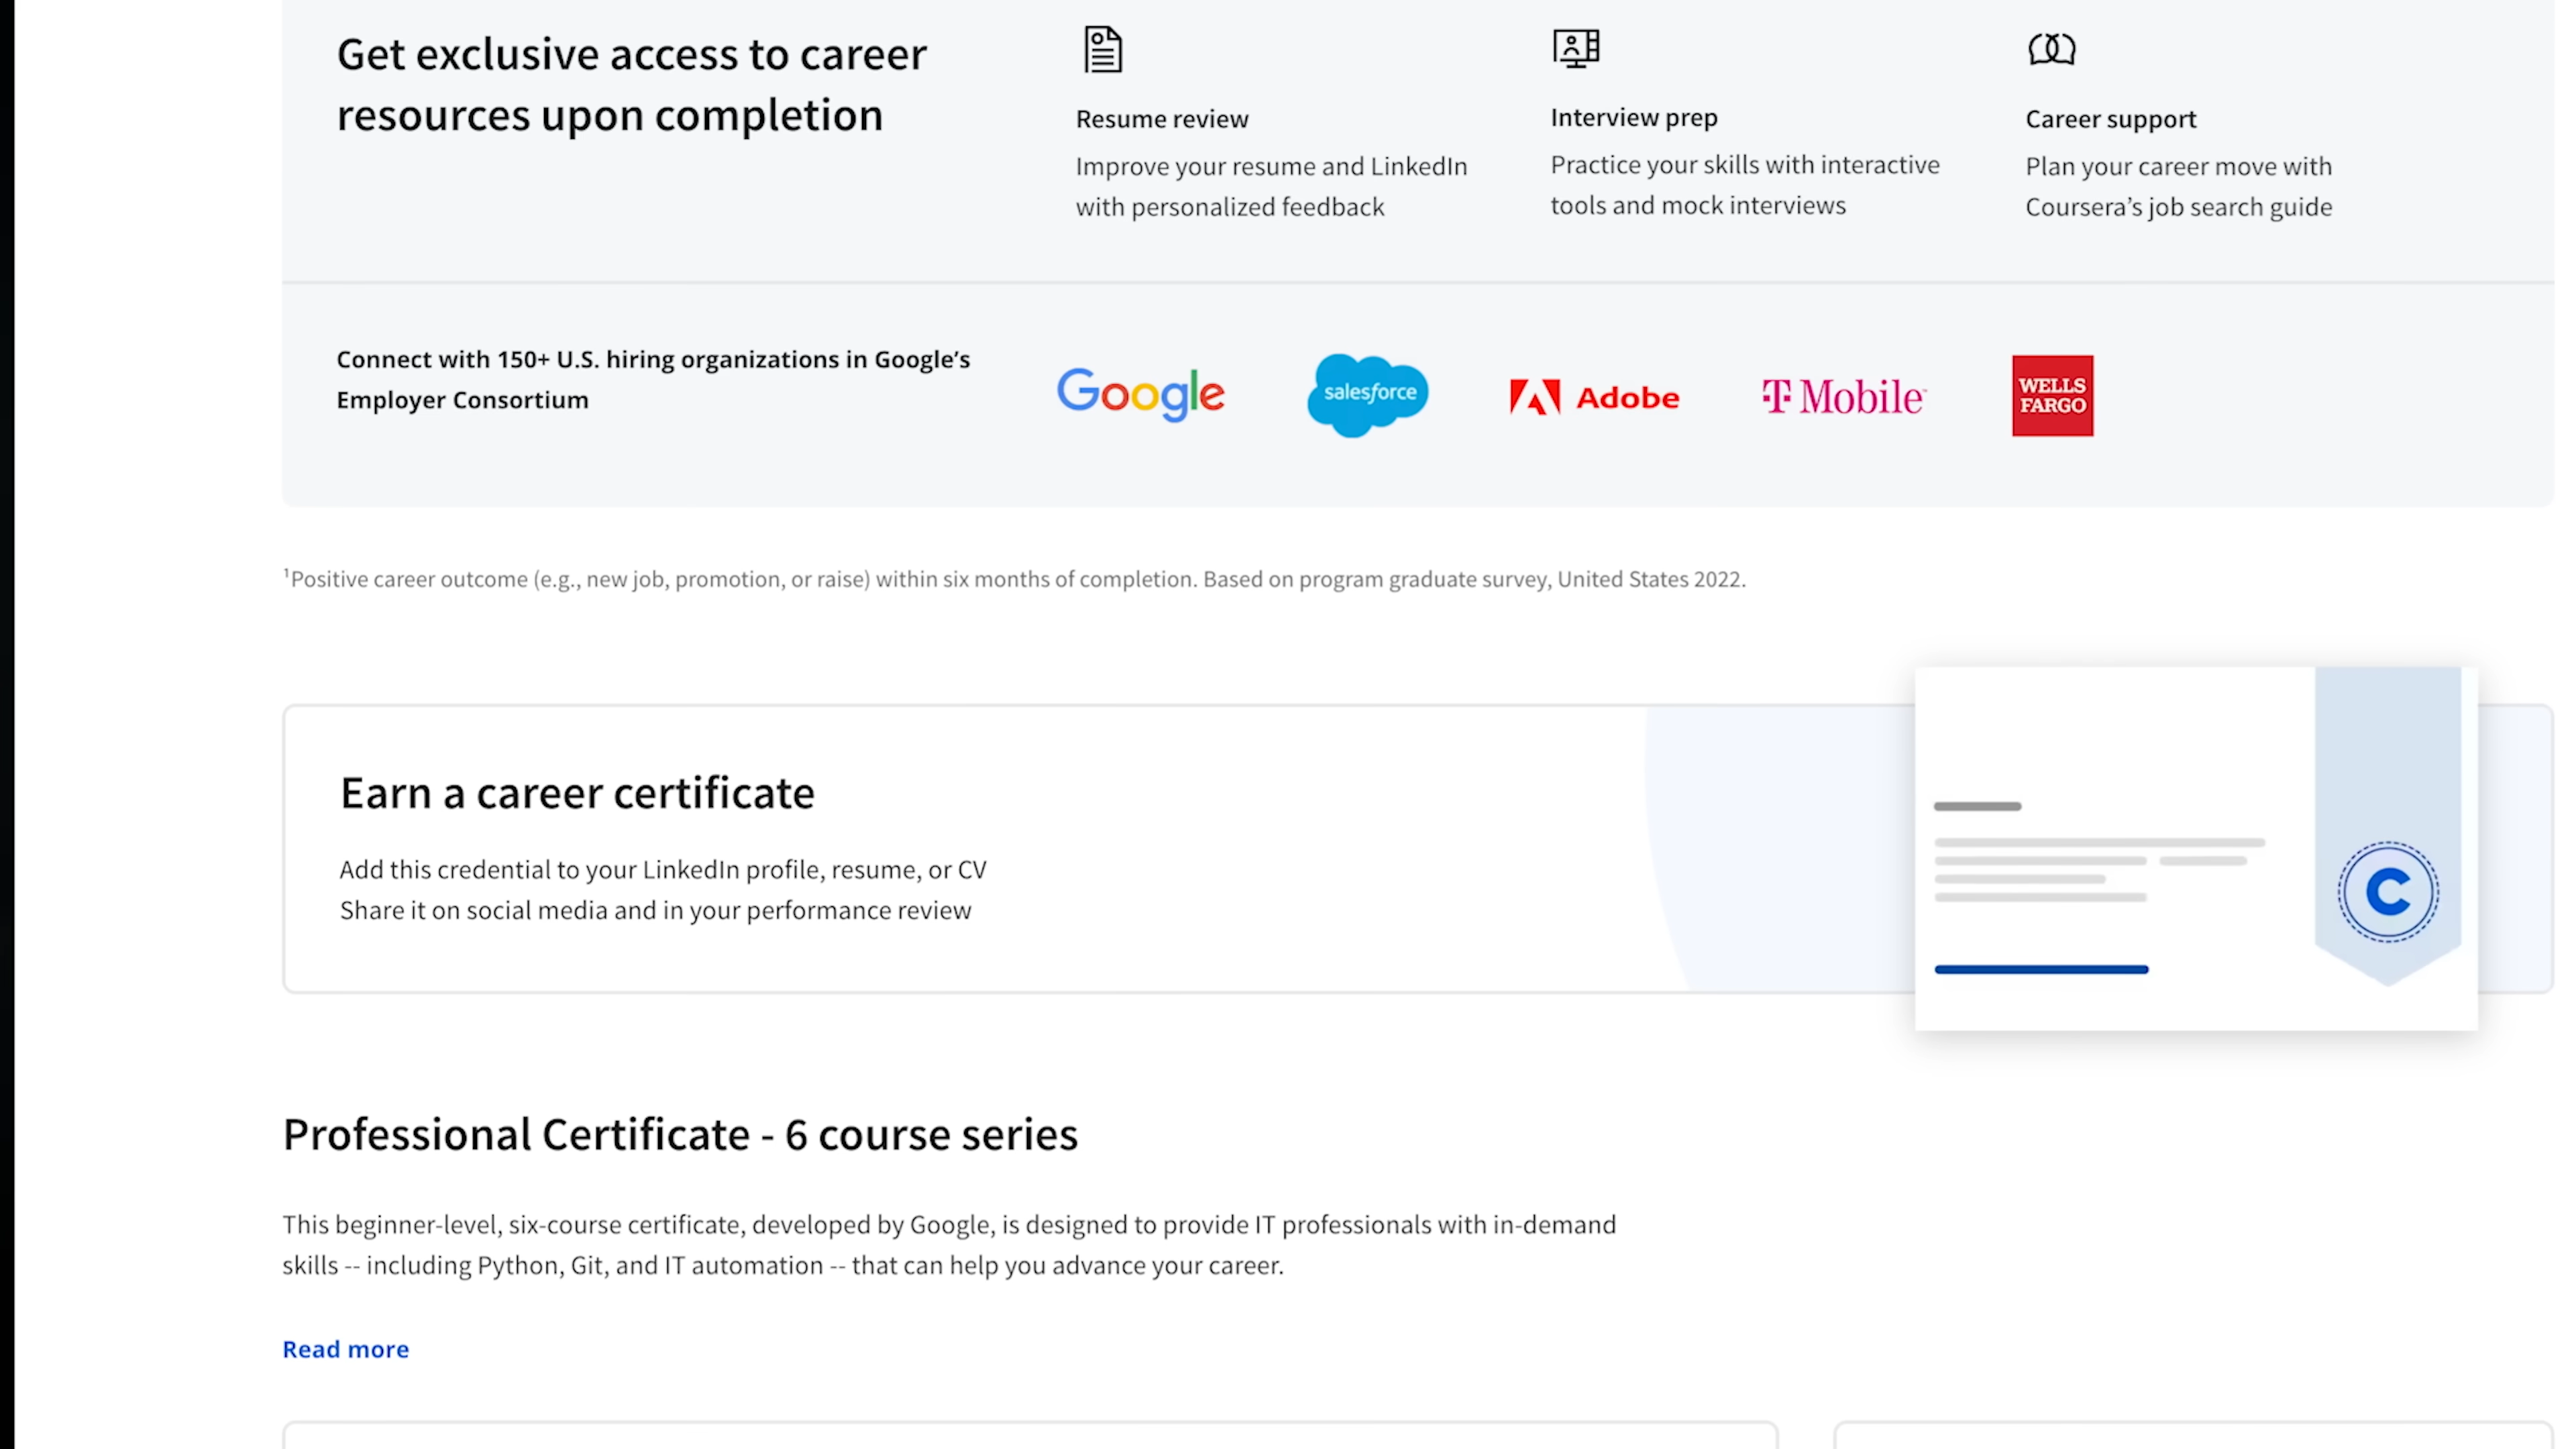 Get exclusive access to career
resources upon completion
Resume review
Improve your resume and LinkedIn
with personalized feedback
Interview prep
Practice your skills with interactive
tools and mock interviews
Career support
Plan your career move with
Coursera’s job search guide
Connect with 150+ U.S. hiring organizations in Google’s
Employer Consortium
Google
salesforce
Adobe
T Mobile
WELLS
FARGO
¹Positive career outcome (e.g., new job, promotion, or raise) within six months of completion. Based on program graduate survey, United States 2022.
Earn a career certificate
Add this credential to your LinkedIn profile, resume, or CV
Share it on social media and in your performance review
C
Professional Certificate - 6 course series
This beginner-level, six-course certificate, developed by Google, is designed to provide IT professionals with in-demand
skills -- including Python, Git, and IT automation -- that can help you advance your career.
Read more